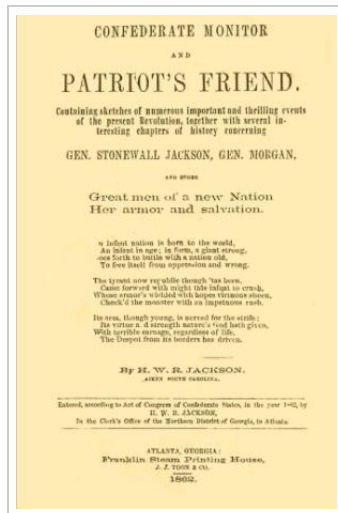 CONFEDERATE MONITOR
AND
PATRIOT'S FRIEND.
Containing sketches of numerous important and thrilling events
of the present Revolution, together with several in-
teresting chapters of history concerning
GEN. STONEWALL JACKSON, GEN. MORGAN,
AND OTHER
Great men of a new Nation
Her armor and salvation.
infant nation is born to the world,
An infant in age; in form, a giant strong,
forth to battle with a nation old,
To free itself from oppression and wrong.
The tyrant now republic though 'tas been,
Came forward with might this infant to crush,
Whose armor's wielded with hopes virtuous sheen,
Check'd the monster with an impetuous rush.
Its arm, though young, is nerved for the strife;
Its virtue a d strength nature's God hath given,
With terrible carnage, regardless of life,
The Despot from its borders has driven.
By H. W. R. JACKSON.
AIKEN SOUTH CAROLINA.
Entered, according to Act of Congress of Confederate States, in the year 1862, by
H. W. R. JACKSON,
In the Clerk's Office of the Northern District of Georgia, in Atlanta.
ATLANTA, GEORGIA:
Franklin Steam Printing House,
J. J. TOON & CO.
1862.